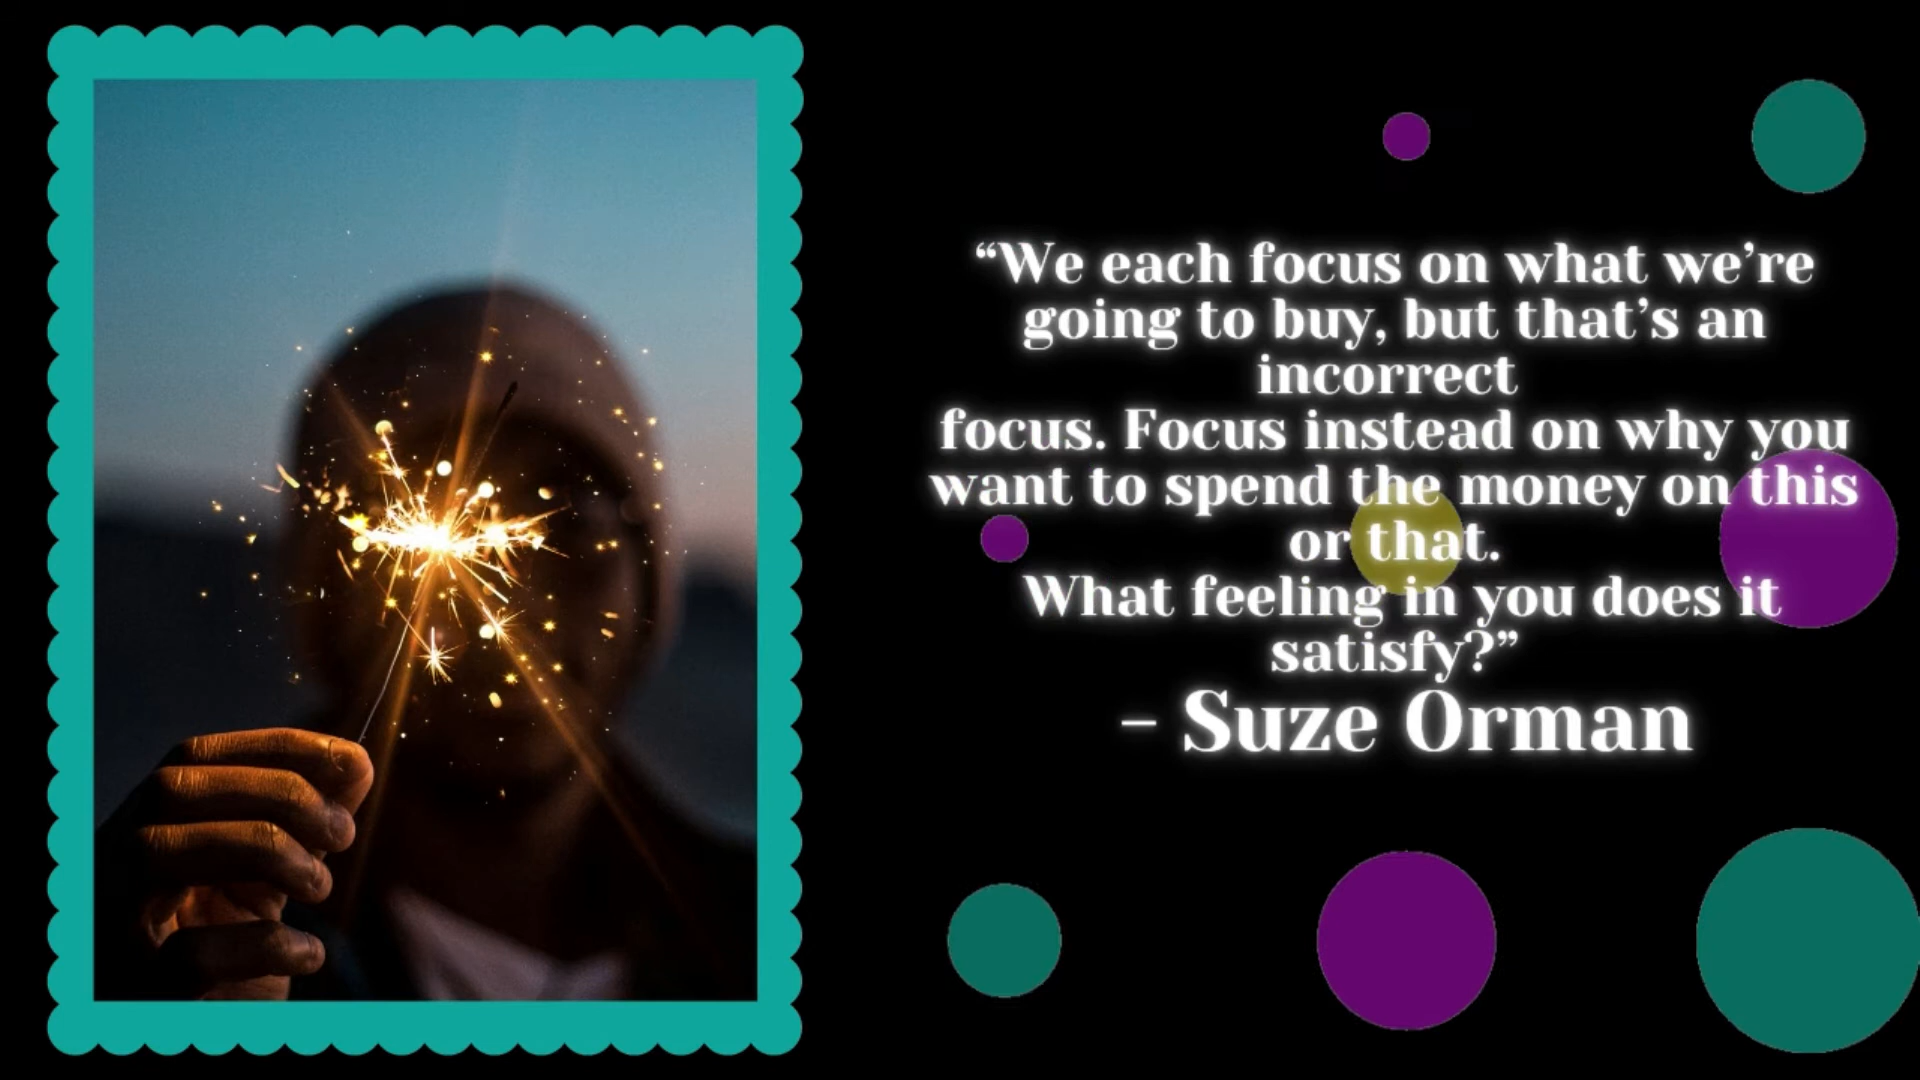 “We each focus on what we’re
going to buy, but that’s an
incorrect
focus. Focus instead on why you
want to spend the money on this
or that.
What feeling in you does it
satisfy?”
- Suze Orman